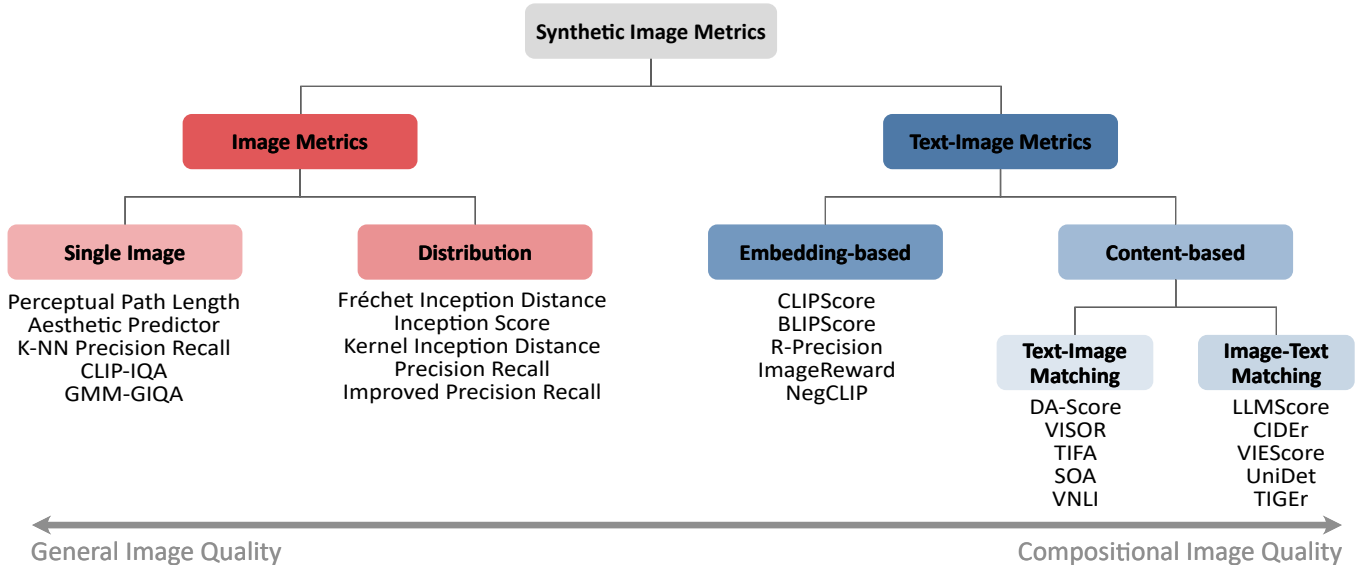 Synthetic Image Metrics
Image Metrics
Text-Image Metrics
Single Image
Distribution
Embedding-based
Content-based
Perceptual Path Length
Aesthetic Predictor
K-NN Precision Recall
CLIP-IQA
GMM-GIQA
Fréchet Inception Distance
Inception Score
Kernel Inception Distance
Precision Recall
Improved Precision Recall
CLIPScore
BLIPScore
R-Precision
ImageReward
NegCLIP
Text-Image
Matching
DA-Score
VISOR
TIFA
SOA
VNLI
Image-Text
Matching
LLMScore
CIDEr
VIEScore
UniDet
TIGEr
General Image Quality
Compositional Image Quality